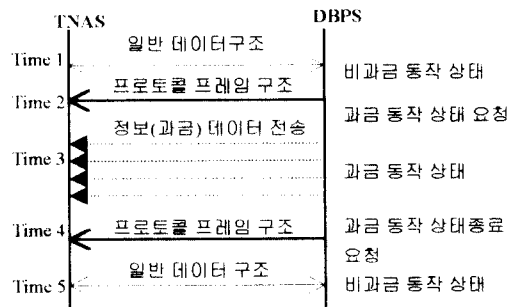 TNAS DBPS
일반 데이터구조
Time 1
비과금 동작 상태
Time 2 프로토콜 프레임 구조
과금 동작 상태 요청
정보(과금) 데이터 전송
Time 3
과금 동작 상태
Time 4 프로토콜 프레임 구조 과금 동작 상태종료
요청
일반 데이터 구조
Time 5 비과금 동작 상태